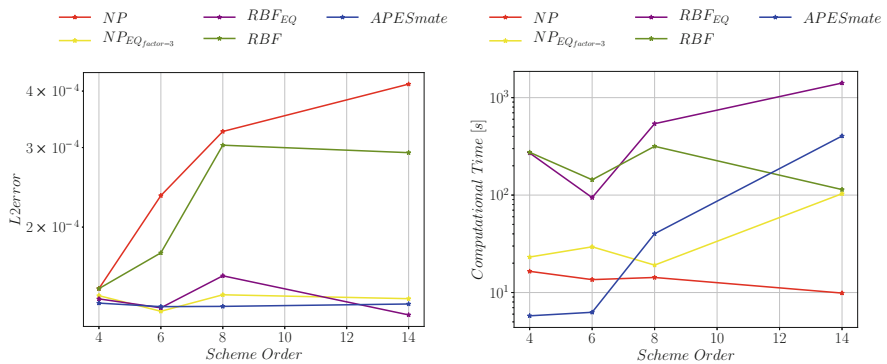 NP RBF_EQ APESmate
NP_EQ_factor=3 RBF
4 × 10^−4
3 × 10^−4
2 × 10^−4
L2error
4 6 8 10 12 14
Scheme Order
NP RBF_EQ APESmate
NP_EQ_factor=3 RBF
10^3
10^2
10^1
Computational Time [s]
4 6 8 10 12 14
Scheme Order